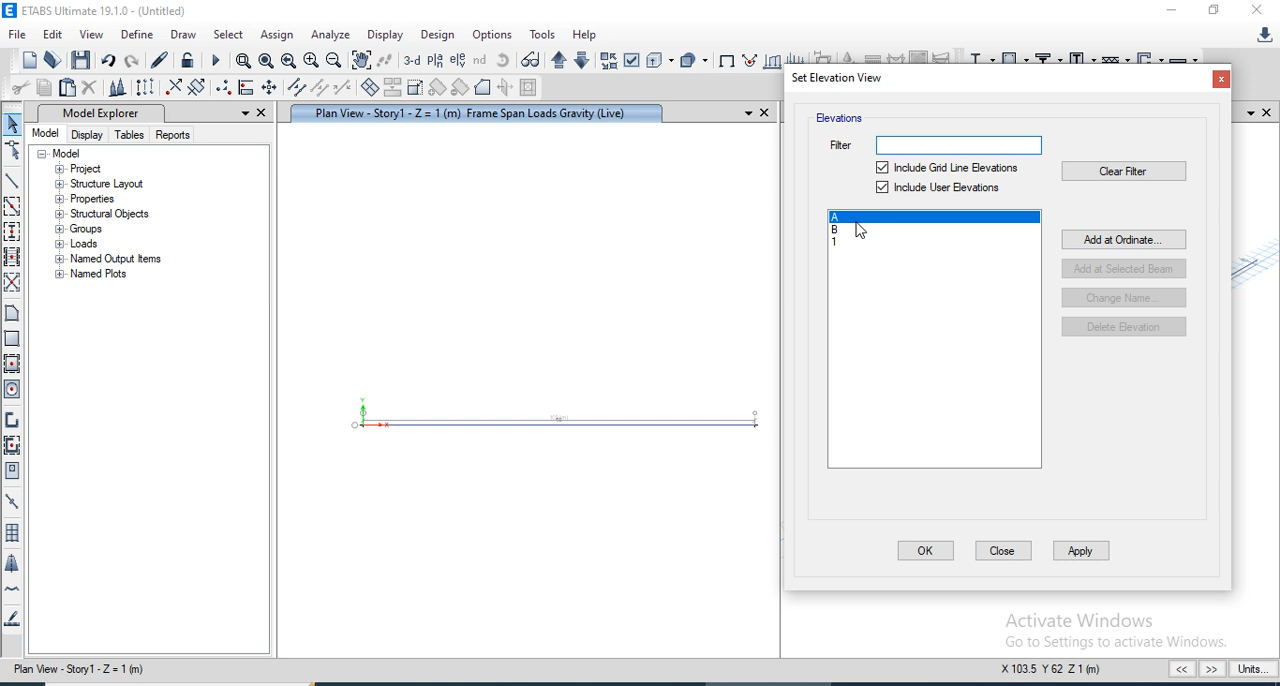 E ETABS Ultimate 19.1.0 - (Untitled)
File Edit View Define Draw Select Assign Analyze Display Design Options Tools Help
3-d nd
Model Explorer
Plan View - Story1 - Z = 1 (m) Frame Span Loads Gravity (Live)
Model Display Tables Reports
Model
Project
Structure Layout
Properties
Structural Objects
Groups
Loads
Named Output Items
Named Plots
Y
X
Set Elevation View
Elevations
Filter
Include Grid Line Elevations
Include User Elevations
Clear Filter
A
B
1
Add at Ordinate...
Add at Selected Beam
Change Name...
Delete Elevation
OK Close Apply
Activate Windows
Go to Settings to activate Windows.
Plan View - Story1 - Z = 1 (m)
X 103.5 Y 62 Z 1 (m)
<< >> Units...